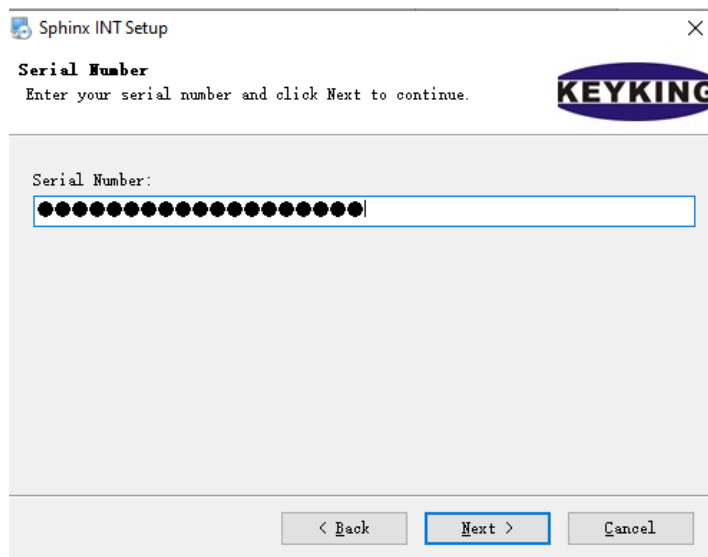 Sphinx INT Setup
Serial Number
Enter your serial number and click Next to continue.
KEYKING
Serial Number:
●●●●●●●●●●●●●●●●●●●
< Back
Next >
Cancel